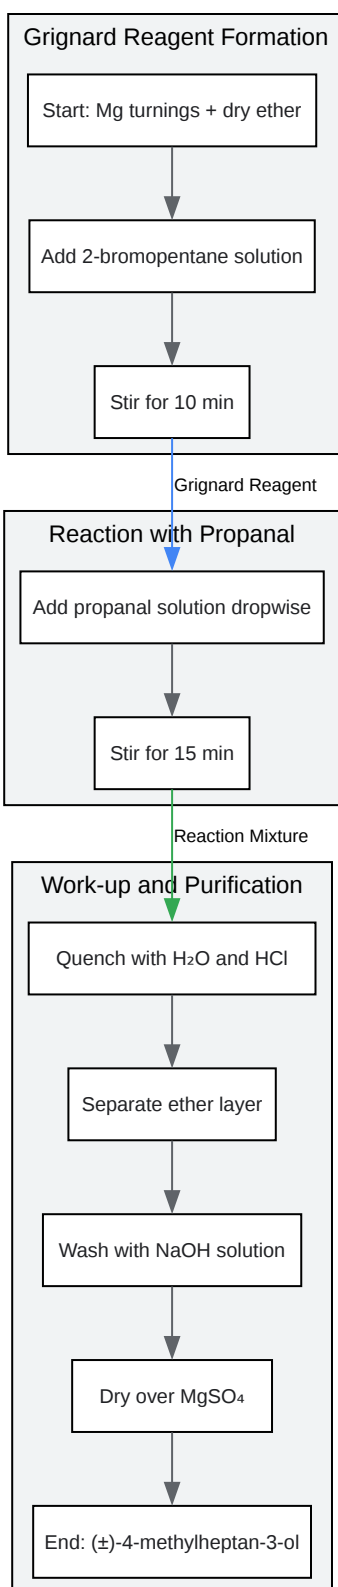 Grignard Reagent Formation
Start: Mg turnings + dry ether
Add 2-bromopentane solution
Stir for 10 min
Grignard Reagent
Reaction with Propanal
Add propanal solution dropwise
Stir for 15 min
Reaction Mixture
Work-up and Purification
Quench with H₂O and HCl
Separate ether layer
Wash with NaOH solution
Dry over MgSO₄
End: (±)-4-methylheptan-3-ol